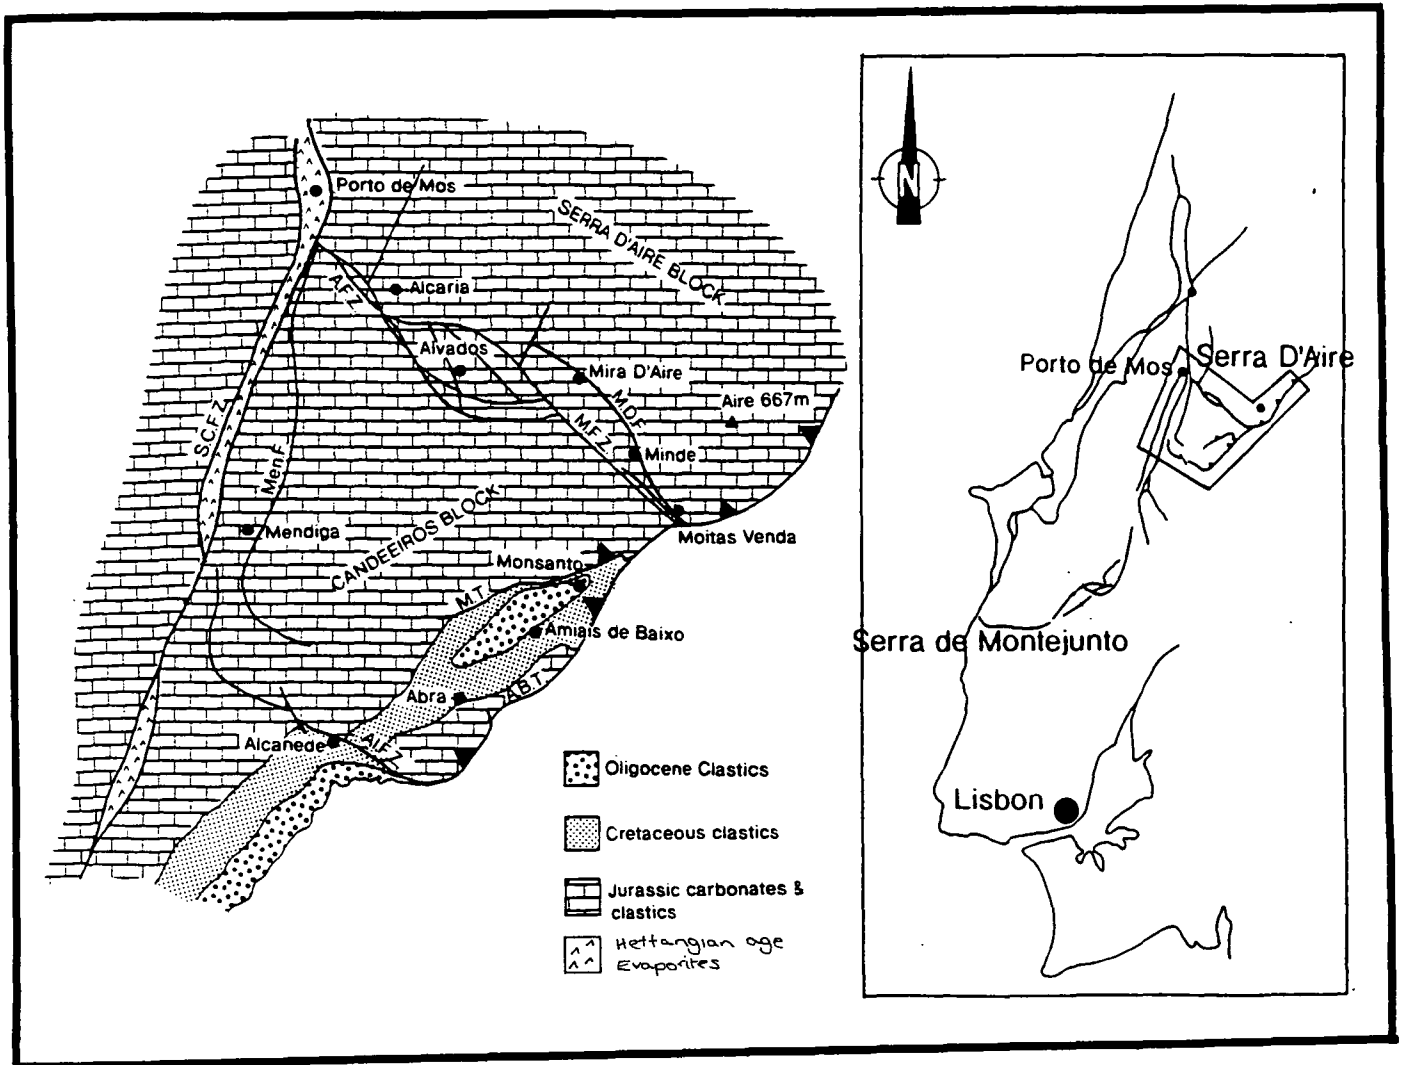 Porto de Mos
SERRA D'AIRE BLOCK
A.F.Z.
Alcaria
Alvados
Mira D'Aire
M.D.F.
Aire 667m
M.F.Z.
Minde
S.C.F.Z.
Men.F.
Mendiga
CANDEEIROS BLOCK
Moitas Venda
Monsanto
M.T.
Amiais de Baixo
Abra
A.B.T.
Alcanede
Al.F.Z.
Oligocene Clastics
Cretaceous clastics
Jurassic carbonates &
clastics
Hettangian age
Evaporites
N
Porto de Mos
Serra D'Aire
Serra de Montejunto
Lisbon